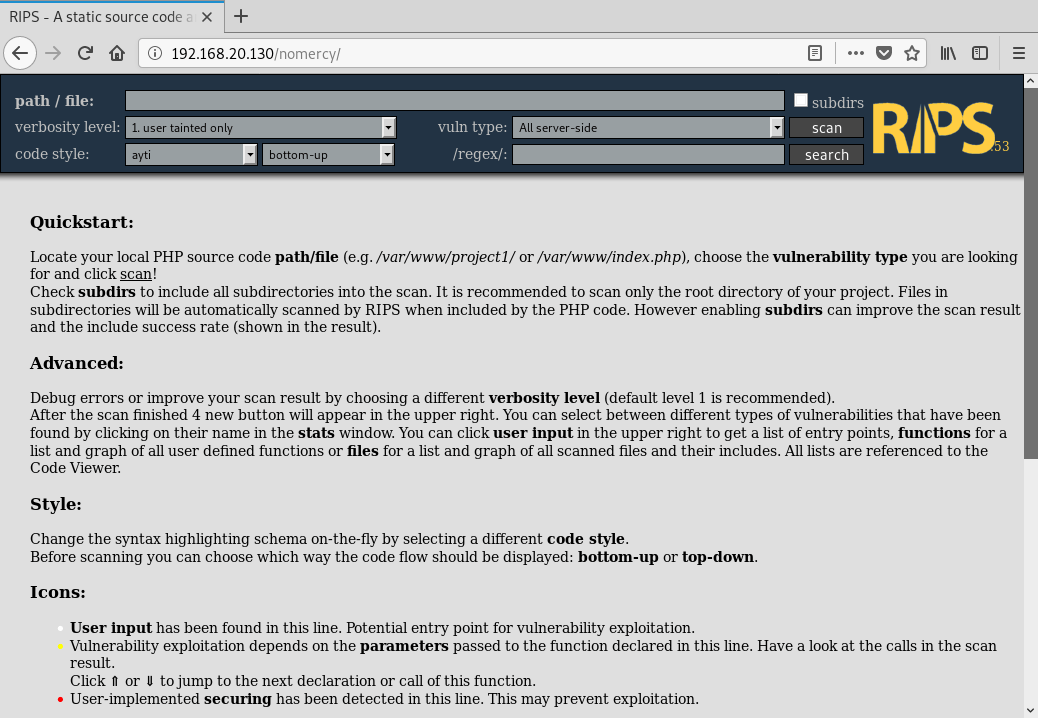 RIPS - A static source code a
192.168.20.130/nomercy/
path / file: subdirs
verbosity level: 1. user tainted only vuln type: All server-side scan
code style: ayti bottom-up /regex/: search
RIPS .53
Quickstart:
Locate your local PHP source code path/file (e.g. /var/www/project1/ or /var/www/index.php), choose the vulnerability type you are looking
for and click scan!
Check subdirs to include all subdirectories into the scan. It is recommended to scan only the root directory of your project. Files in
subdirectories will be automatically scanned by RIPS when included by the PHP code. However enabling subdirs can improve the scan result
and the include success rate (shown in the result).
Advanced:
Debug errors or improve your scan result by choosing a different verbosity level (default level 1 is recommended).
After the scan finished 4 new button will appear in the upper right. You can select between different types of vulnerabilities that have been
found by clicking on their name in the stats window. You can click user input in the upper right to get a list of entry points, functions for a
list and graph of all user defined functions or files for a list and graph of all scanned files and their includes. All lists are referenced to the
Code Viewer.
Style:
Change the syntax highlighting schema on-the-fly by selecting a different code style.
Before scanning you can choose which way the code flow should be displayed: bottom-up or top-down.
Icons:
User input has been found in this line. Potential entry point for vulnerability exploitation.
Vulnerability exploitation depends on the parameters passed to the function declared in this line. Have a look at the calls in the scan
result.
Click ⇑ or ⇓ to jump to the next declaration or call of this function.
User-implemented securing has been detected in this line. This may prevent exploitation.